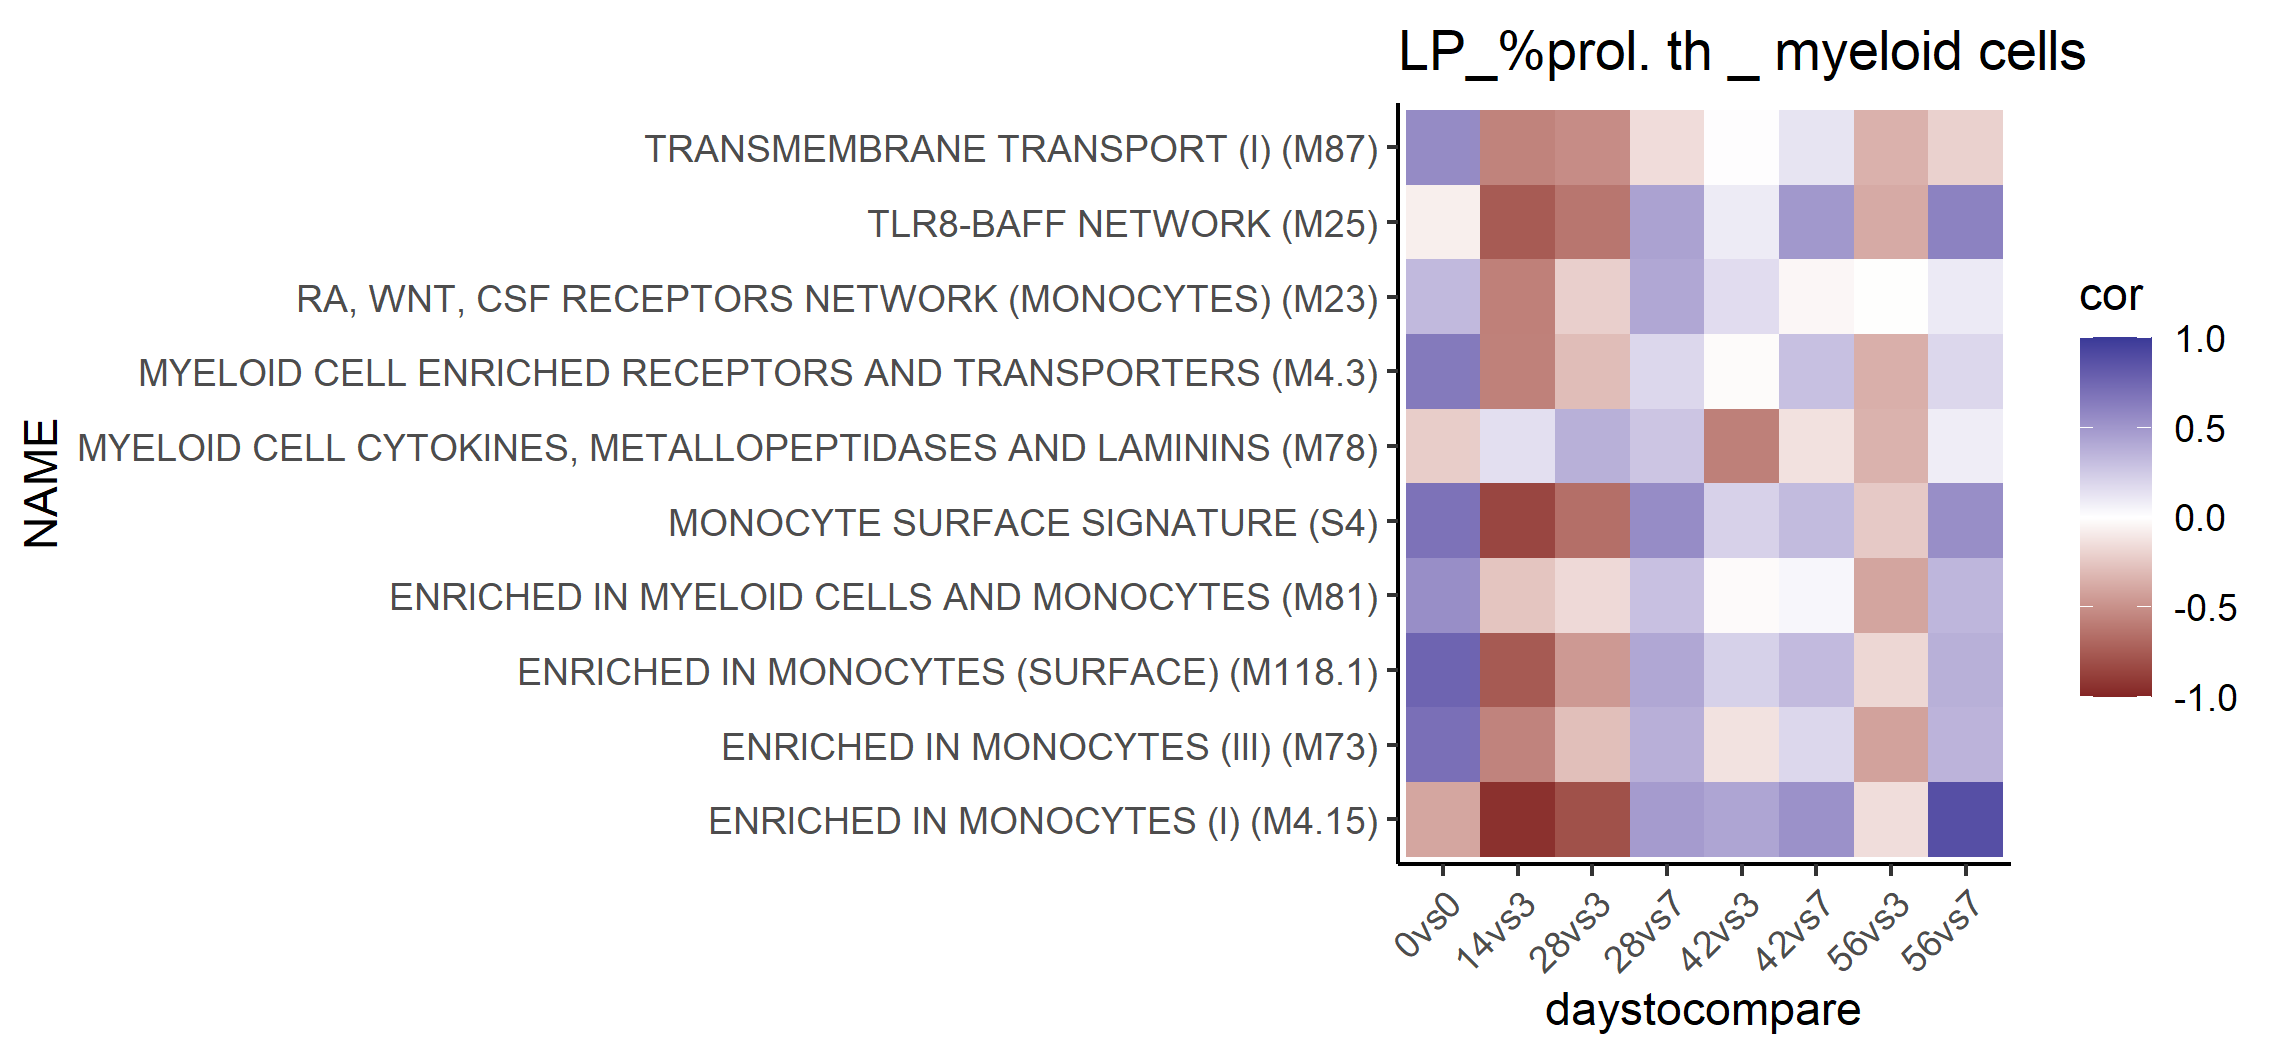 LP_%prol. th _ myeloid cells
TRANSMEMBRANE TRANSPORT (I) (M87)
TLR8-BAFF NETWORK (M25)
RA, WNT, CSF RECEPTORS NETWORK (MONOCYTES) (M23)
MYELOID CELL ENRICHED RECEPTORS AND TRANSPORTERS (M4.3)
MYELOID CELL CYTOKINES, METALLOPEPTIDASES AND LAMININS (M78)
MONOCYTE SURFACE SIGNATURE (S4)
ENRICHED IN MYELOID CELLS AND MONOCYTES (M81)
ENRICHED IN MONOCYTES (SURFACE) (M118.1)
ENRICHED IN MONOCYTES (III) (M73)
ENRICHED IN MONOCYTES (I) (M4.15)
NAME
0vs0
14vs3
28vs3
28vs7
42vs3
42vs7
56vs3
56vs7
daystocompare
cor
1.0
0.5
0.0
-0.5
-1.0